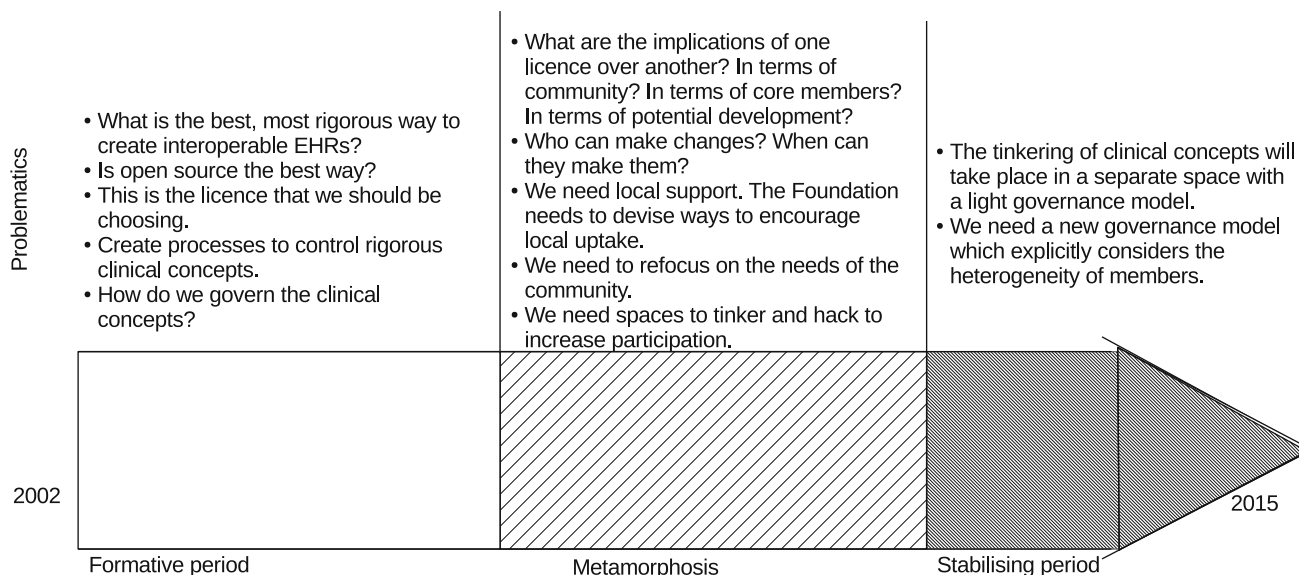 Problematics
• What is the best, most rigorous way to
create interoperable EHRs?
• Is open source the best way?
• This is the licence that we should be
choosing.
• Create processes to control rigorous
clinical concepts.
• How do we govern the clinical
concepts?
• What are the implications of one
licence over another? In terms of
community? In terms of core members?
In terms of potential development?
• Who can make changes? When can
they make them?
• We need local support. The Foundation
needs to devise ways to encourage
local uptake.
• We need to refocus on the needs of the
community.
• We need spaces to tinker and hack to
increase participation.
• The tinkering of clinical concepts will
take place in a separate space with
a light governance model.
• We need a new governance model
which explicitly considers the
heterogeneity of members.
2002
2015
Formative period
Metamorphosis
Stabilising period